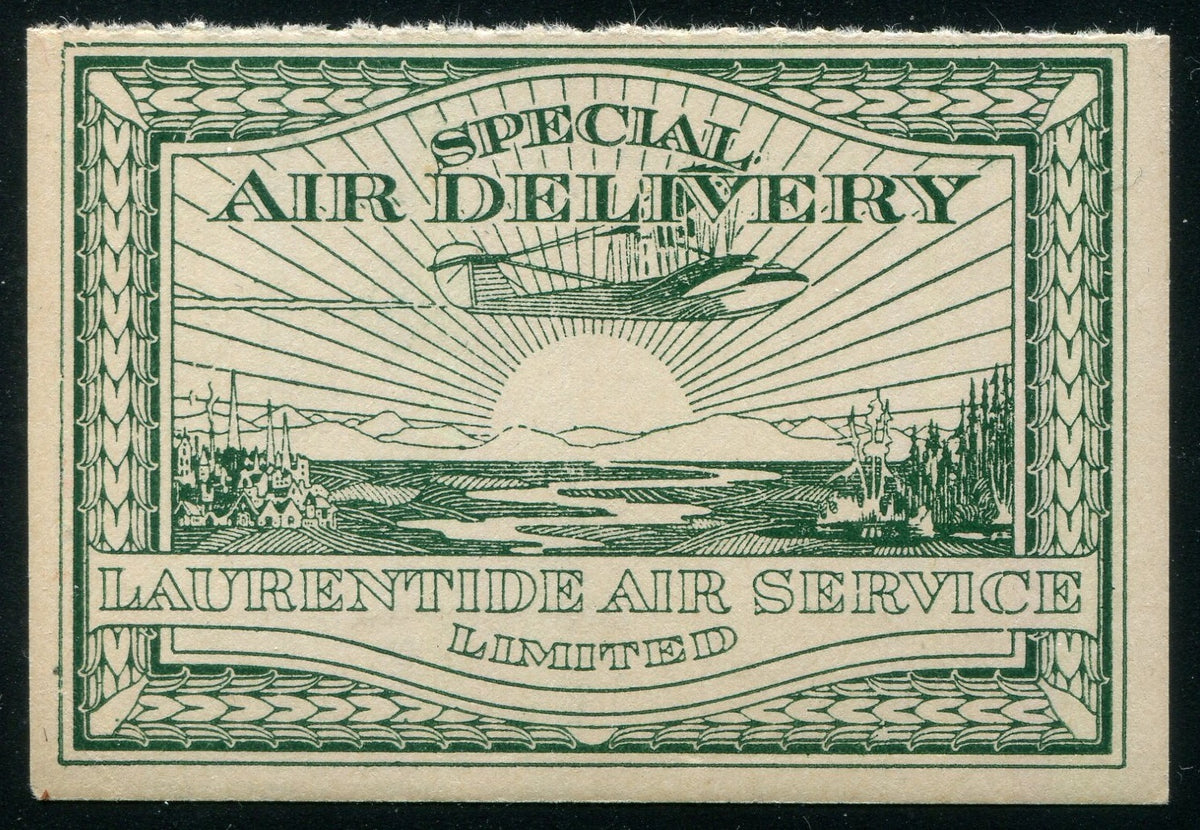 SPECIAL
AIR DELIVERY
LAURENTIDE AIR SERVICE
LIMITED